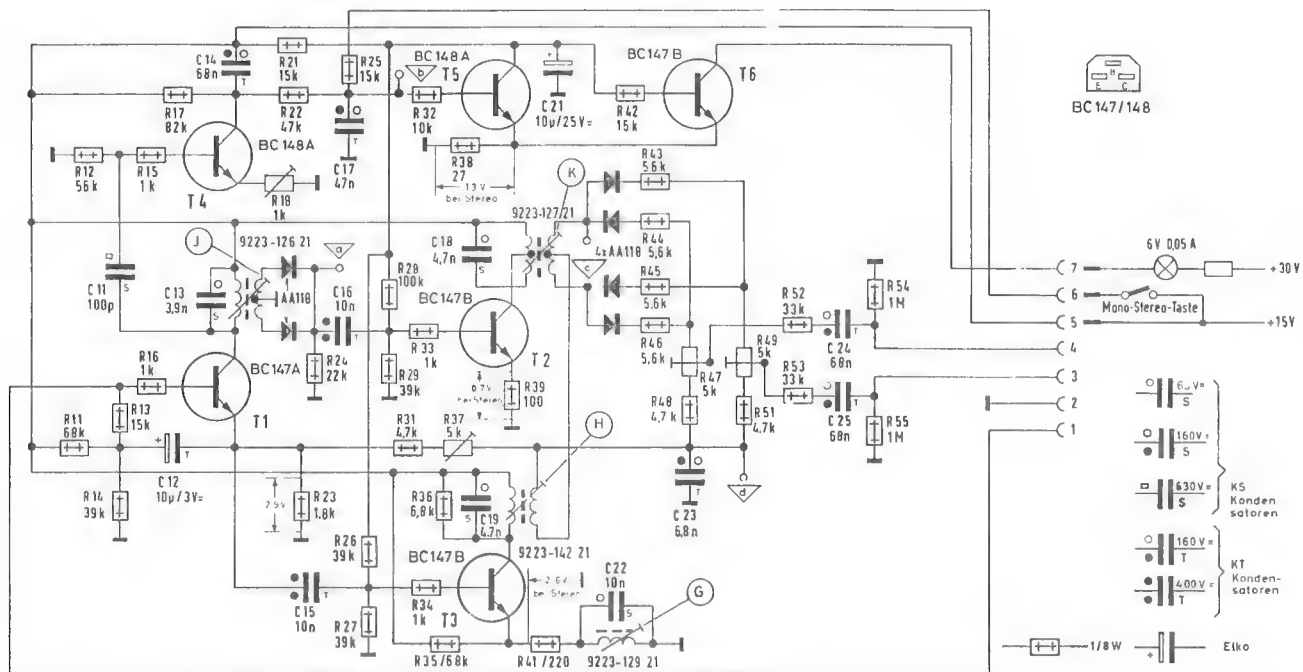 C14
68n
T
R21
15k
R25
15k
b
BC148A
T5
BC147B
T6
B
E
C
BC147/148
R17
82k
R22
47k
R32
10k
C21
10µ/25V=
R42
15k
BC148A
C17
47n
T
R12
56k
R15
1k
T4
R18
1k
R38
27
1,3V
bei Stereo
K
R43
5,6k
J
9223-126 21
a
9223-127/21
C18
4,7n
S
R44
5,6k
4xAA118
c
C11
100p
S
C13
3,9n
S
AA118
C16
10n
T
R28
100k
BC147B
R45
5,6k
R46
5,6k
R16
1k
BC147A
T1
R24
22k
R33
1k
R29
39k
T2
0,7V
bei Stereo
R39
100
R47
5k
R49
5k
R48
4,7k
R51
4,7k
R52
33k
C24
68n
R54
1M
R53
33k
C25
68n
R55
1M
6V 0,05A
+30V
Mono-Stereo-Taste
+15V
7
6
5
4
3
2
1
R13
15k
R11
68k
C12
10µ/3V=
T
R14
39k
2,9V
R23
1,8k
R31
4,7k
R37
5k
H
R36
6,8k
C19
4,7n
S
9223-142 21
C23
6,8n
T
d
R26
39k
BC147B
C15
10n
T
R27
39k
R34
1k
T3
2,6V
bei Stereo
C22
10n
S
G
R35/68k
R41/220
9223-129 21
S
160V=
S
630V=
S
KS
Konden
satoren
160V=
T
400V=
T
KT
Konden-
satoren
1/8W
Elko